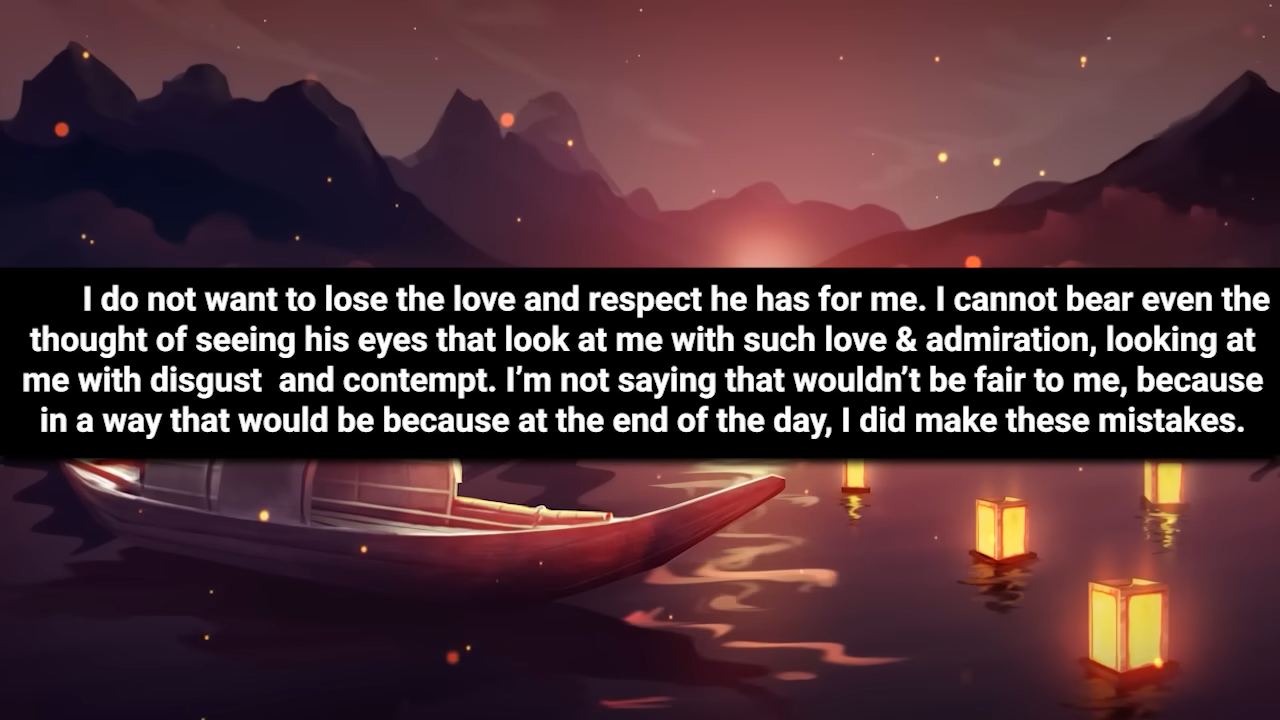 I do not want to lose the love and respect he has for me. I cannot bear even the
thought of seeing his eyes that look at me with such love & admiration, looking at
me with disgust  and contempt. I’m not saying that wouldn’t be fair to me, because
in a way that would be because at the end of the day, I did make these mistakes.